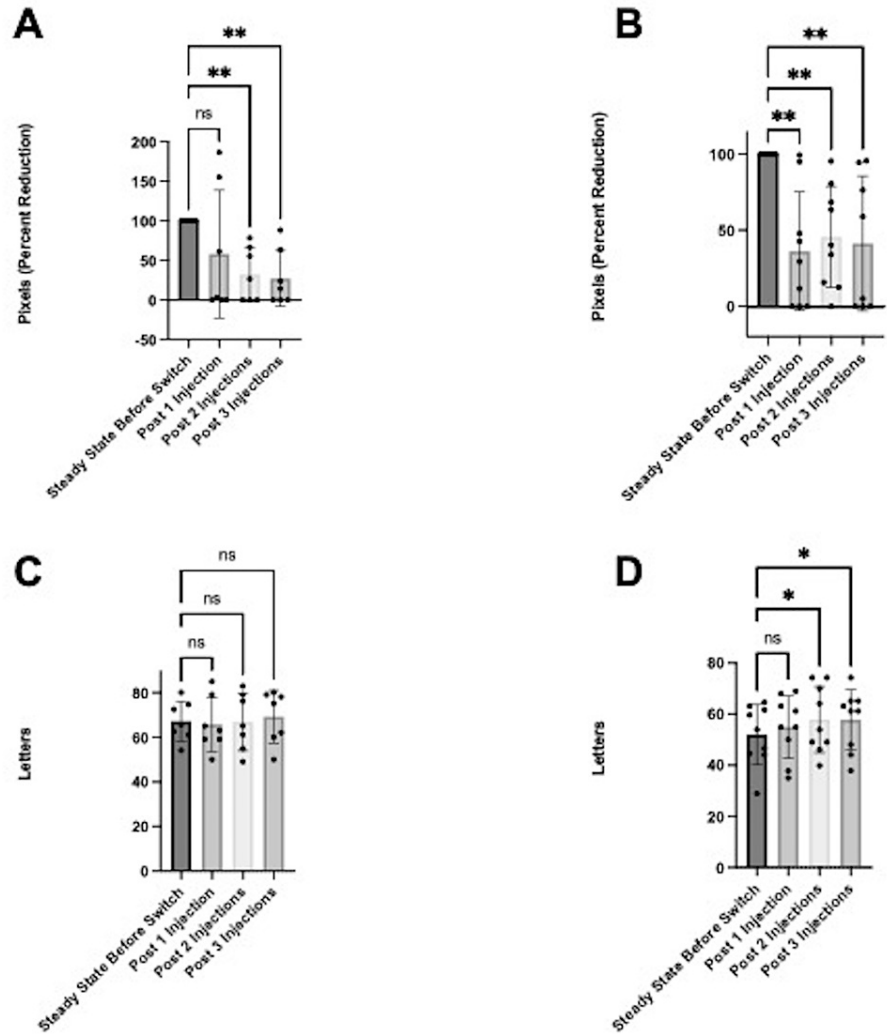 A
**
**
ns
Pixels (Percent Reduction)
200
150
100
50
0
-50
Steady State Before Switch
Post 1 Injection
Post 2 Injections
Post 3 Injections
B
**
**
**
Pixels (Percent Reduction)
100
50
0
Steady State Before Switch
Post 1 Injection
Post 2 Injections
Post 3 Injections
C
ns
ns
ns
Letters
80
60
40
20
0
Steady State Before Switch
Post 1 Injection
Post 2 Injections
Post 3 Injections
D
*
*
ns
Letters
80
60
40
20
0
Steady State Before Switch
Post 1 Injection
Post 2 Injections
Post 3 Injections